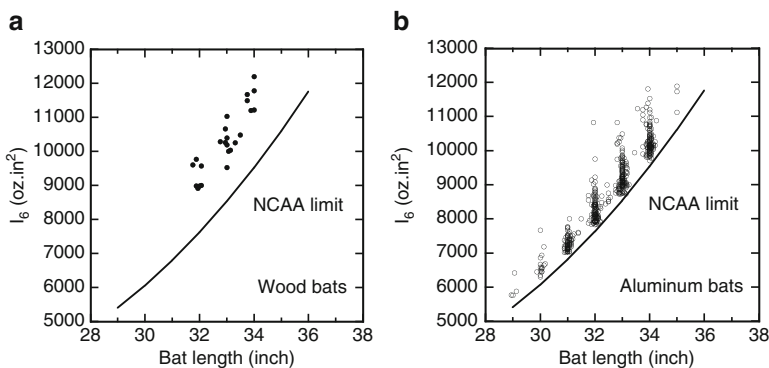 a
I6 (oz.in2)
13000
12000
11000
10000
9000
8000
7000
6000
5000
NCAA limit
Wood bats
28 30 32 34 36 38
Bat length (inch)
b
I6 (oz.in2)
13000
12000
11000
10000
9000
8000
7000
6000
5000
NCAA limit
Aluminum bats
28 30 32 34 36 38
Bat length (inch)